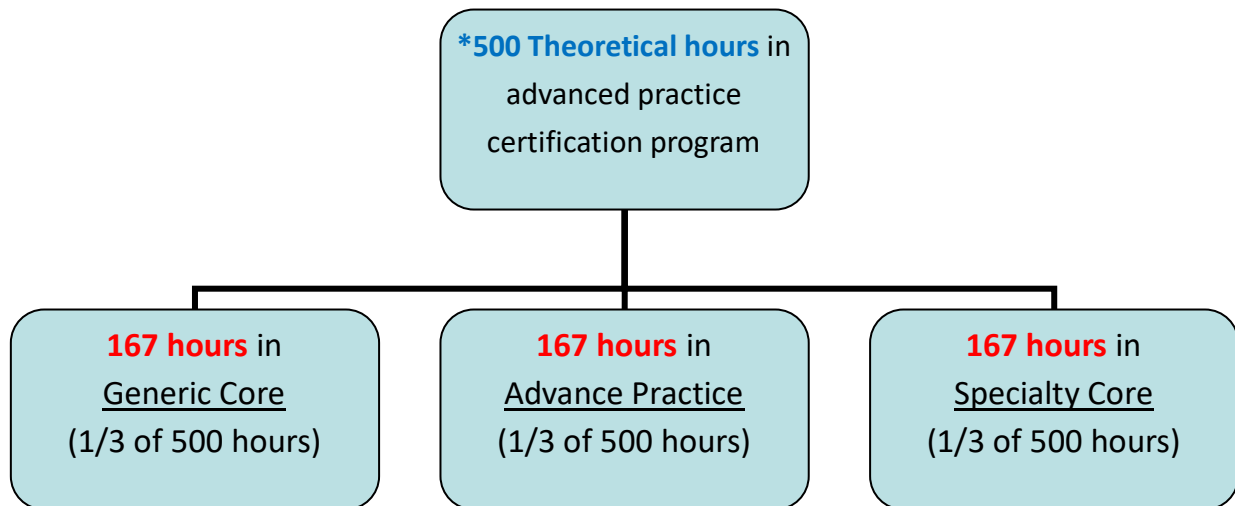 *500 Theoretical hours in
advanced practice
certification program
167 hours in
Generic Core
(1/3 of 500 hours)
167 hours in
Advance Practice
(1/3 of 500 hours)
167 hours in
Specialty Core
(1/3 of 500 hours)